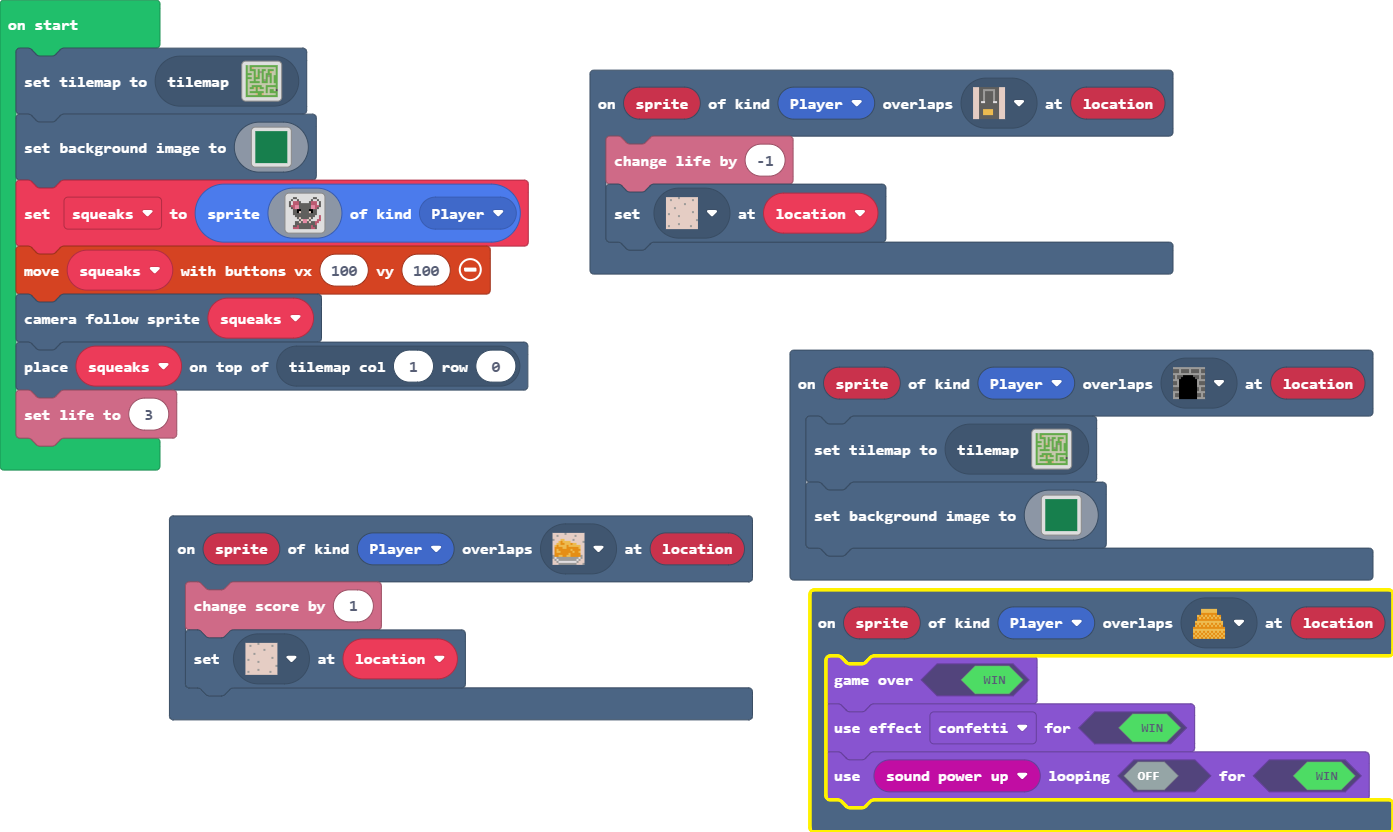 on start
set tilemap to tilemap
set background image to
set squeaks to sprite of kind Player
move squeaks with buttons vx 100 vy 100
camera follow sprite squeaks
place squeaks on top of tilemap col 1 row 0
set life to 3
on sprite of kind Player overlaps at location
change life by -1
set at location
on sprite of kind Player overlaps at location
set tilemap to tilemap
set background image to
on sprite of kind Player overlaps at location
change score by 1
set at location
on sprite of kind Player overlaps at location
game over WIN
use effect confetti for WIN
use sound power up looping OFF for WIN